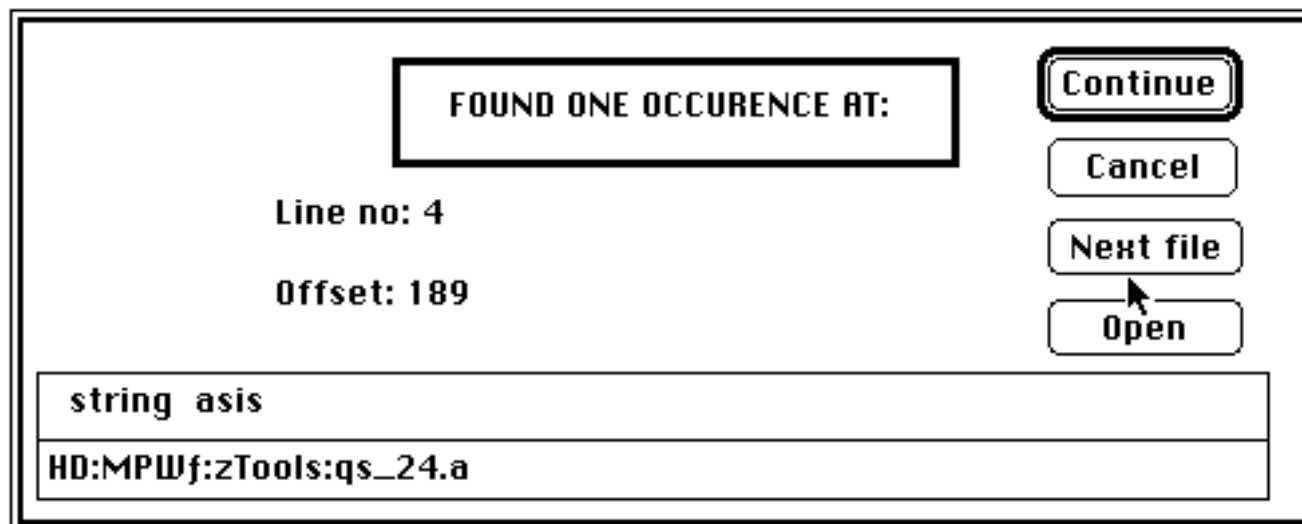 FOUND ONE OCCURENCE AT:
Continue
Cancel
Line no: 4
Next file
Offset: 189
Open
string asis
HD:MPWƒ:zTools:qs_24.a